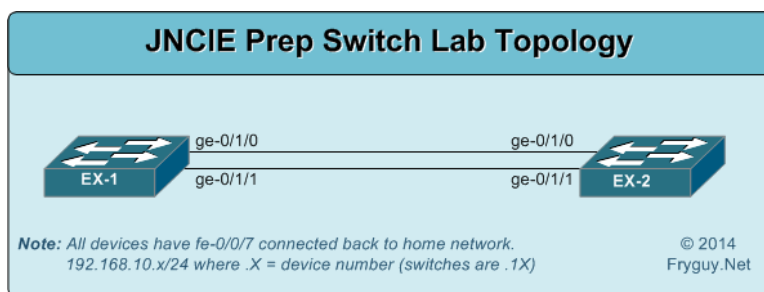 JNCIE Prep Switch Lab Topology
ge-0/1/0
ge-0/1/0
EX-1
ge-0/1/1
ge-0/1/1
EX-2
Note: All devices have fe-0/0/7 connected back to home network.
192.168.10.x/24 where .X = device number (switches are .1X)
© 2014
Fryguy.Net